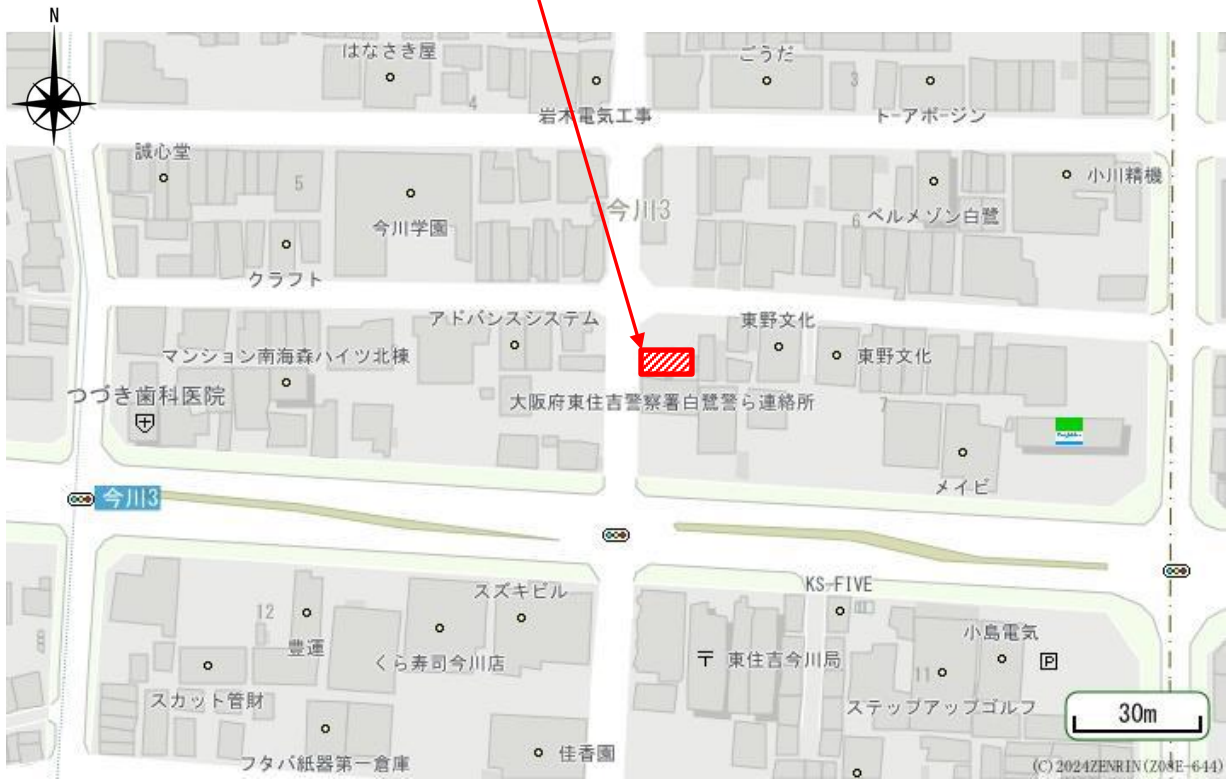 N
はなさき屋
ごうだ
3
4
岩木電気工事
トーアボージン
誠心堂
5
今川学園
今川3
6
ベルメゾン白鷺
小川精機
クラフト
アドバンスシステム
東野文化
マンション南海森ハイツ北棟
東野文化
つづき歯科医院
大阪府東住吉警察署白鷺警ら連絡所
7
メイビ
今川3
KS-FIVE
スズキビル
12
豊運
くら寿司今川店
〒 東住吉今川局
小島電気
P
11
スカット管財
ステップアップゴルフ
30m
フタバ紙器第一倉庫
佳香園
(C)2024ZENRIN(Z08E-644)